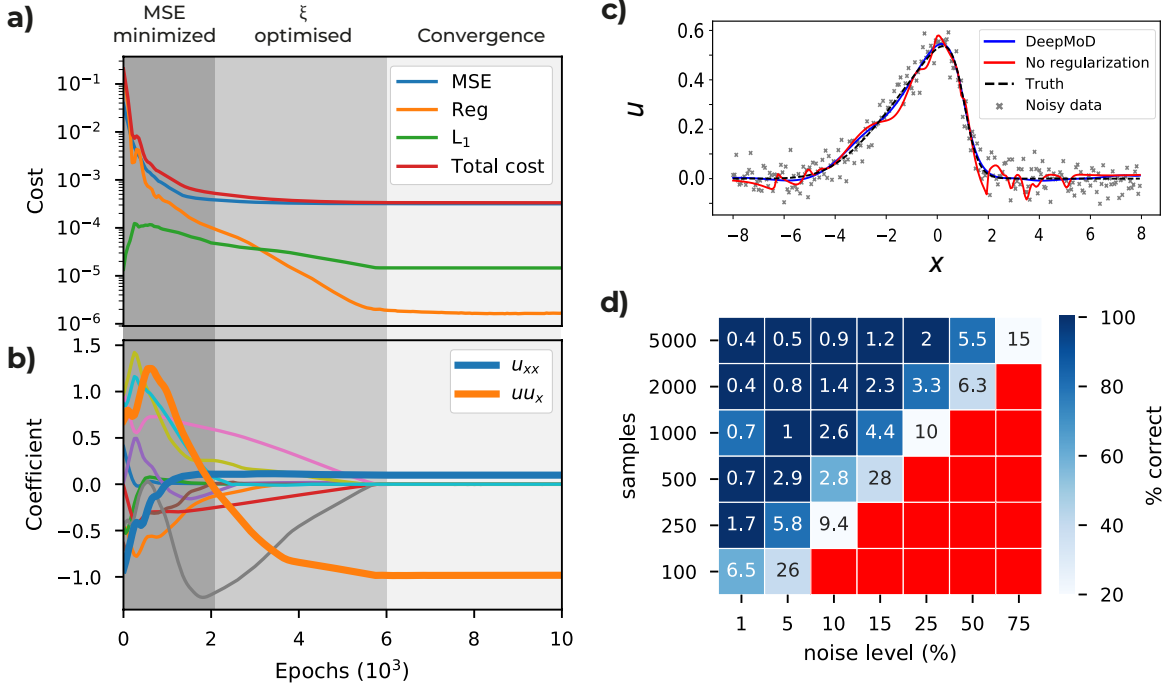 a)
MSE
minimized
ξ
optimised
Convergence
Cost
10⁻¹
10⁻²
10⁻³
10⁻⁴
10⁻⁵
10⁻⁶
MSE
Reg
L₁
Total cost
b)
Coefficient
1.5
1.0
0.5
0.0
−0.5
−1.0
uₓₓ
uuₓ
0 2 4 6 8 10
Epochs (10³)
c)
u
0.6
0.4
0.2
0.0
DeepMoD
No regularization
Truth
Noisy data
−8 −6 −4 −2 0 2 4 6 8
x
d)
samples
5000 0.4 0.5 0.9 1.2 2 5.5 15
2000 0.4 0.8 1.4 2.3 3.3 6.3
1000 0.7 1 2.6 4.4 10
500 0.7 2.9 2.8 28
250 1.7 5.8 9.4
100 6.5 26
1 5 10 15 25 50 75
noise level (%)
100
80
60
40
20
% correct